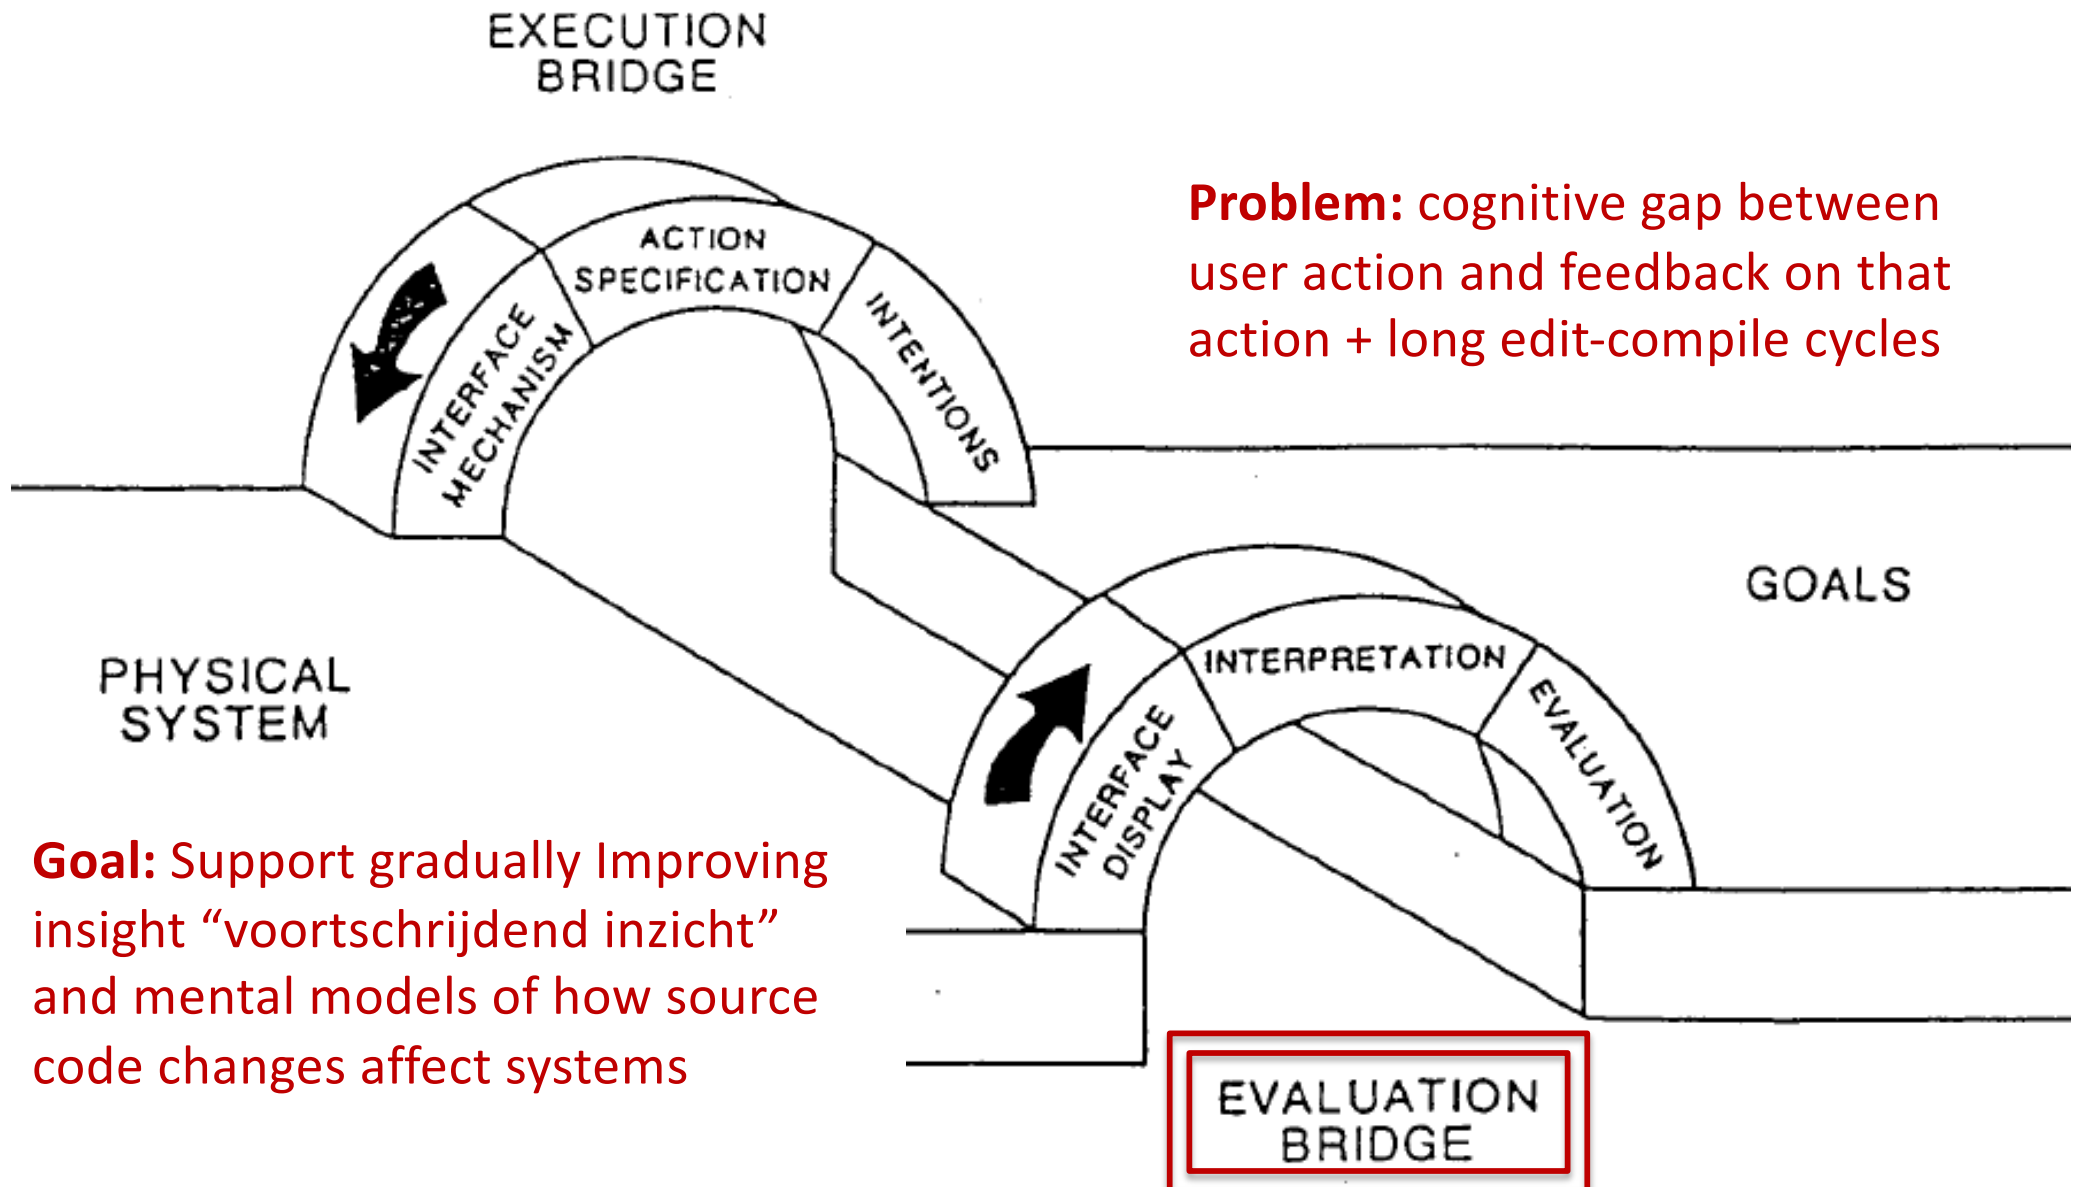 EXECUTION
BRIDGE
Problem: cognitive gap between
user action and feedback on that
action + long edit-compile cycles
ACTION
SPECIFICATION
INTERFACE
MECHANISM
INTENTIONS
GOALS
PHYSICAL
SYSTEM
INTERPRETATION
INTERFACE
DISPLAY
EVALUATION
Goal: Support gradually Improving
insight “voortschrijdend inzicht”
and mental models of how source
code changes affect systems
EVALUATION
BRIDGE